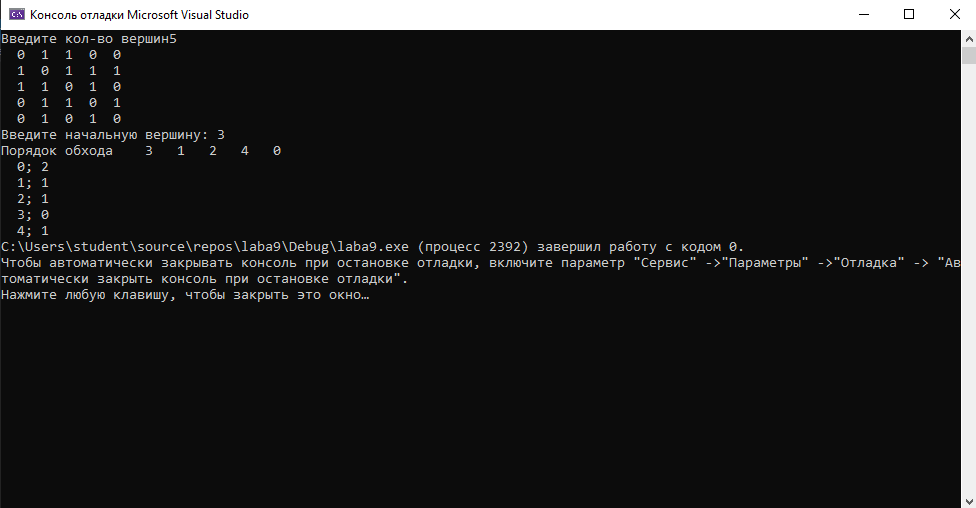 Консоль отладки Microsoft Visual Studio
Введите кол-во вершин5
0 1 1 0 0
1 0 1 1 1
1 1 0 1 0
0 1 1 0 1
0 1 0 1 0
Введите начальную вершину: 3
Порядок обхода 3 1 2 4 0
0; 2
1; 1
2; 1
3; 0
4; 1
C:\Users\student\source\repos\laba9\Debug\laba9.exe (процесс 2392) завершил работу с кодом 0.
Чтобы автоматически закрывать консоль при остановке отладки, включите параметр "Сервис" ->"Параметры" ->"Отладка" -> "Ав
томатически закрыть консоль при остановке отладки".
Нажмите любую клавишу, чтобы закрыть это окно…